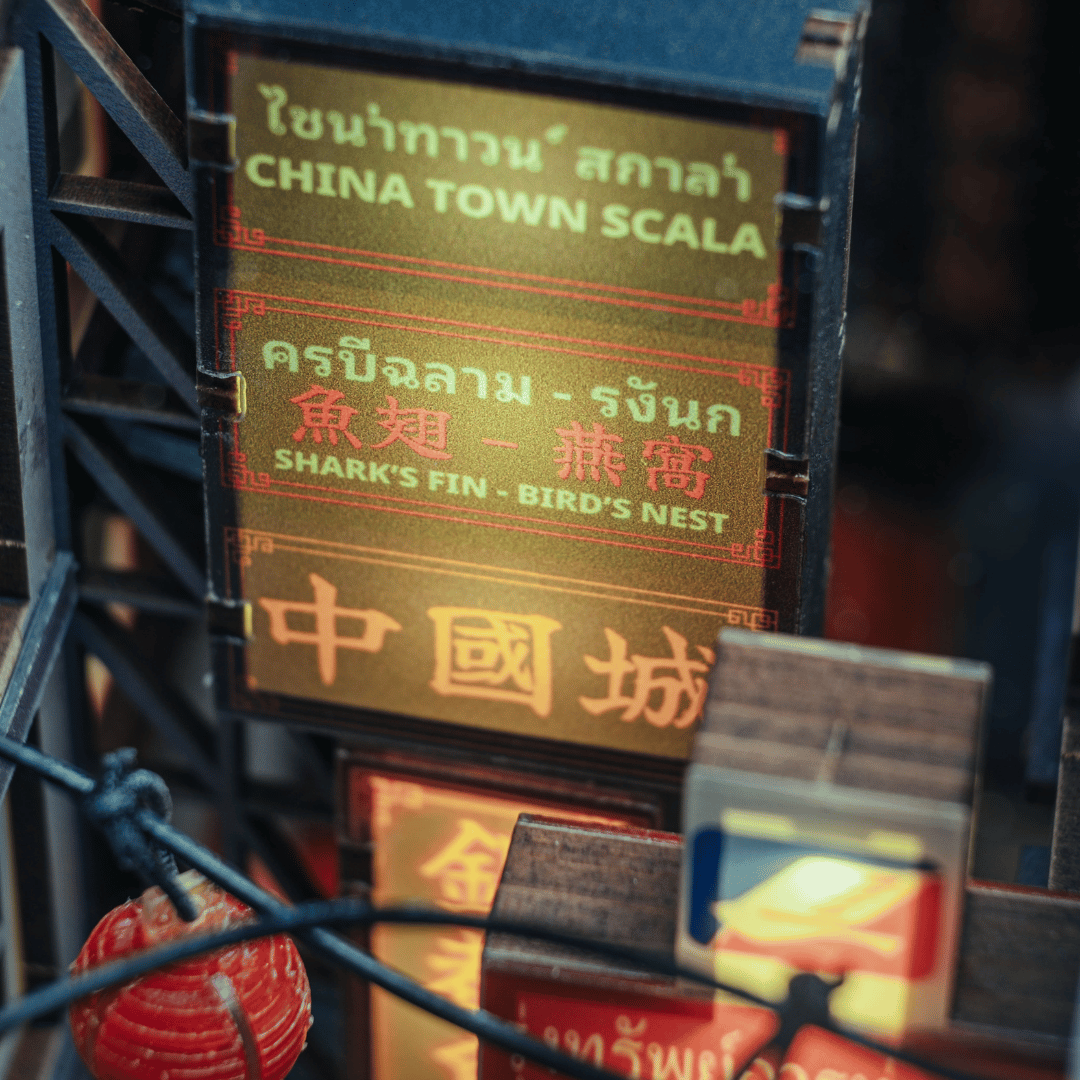 ไชน่าทาวน์ สกาล่า
CHINA TOWN SCALA
ครบีฉลาม - รังนก
魚翅 - 燕窩
SHARK'S FIN - BIRD'S NEST
中國城
金